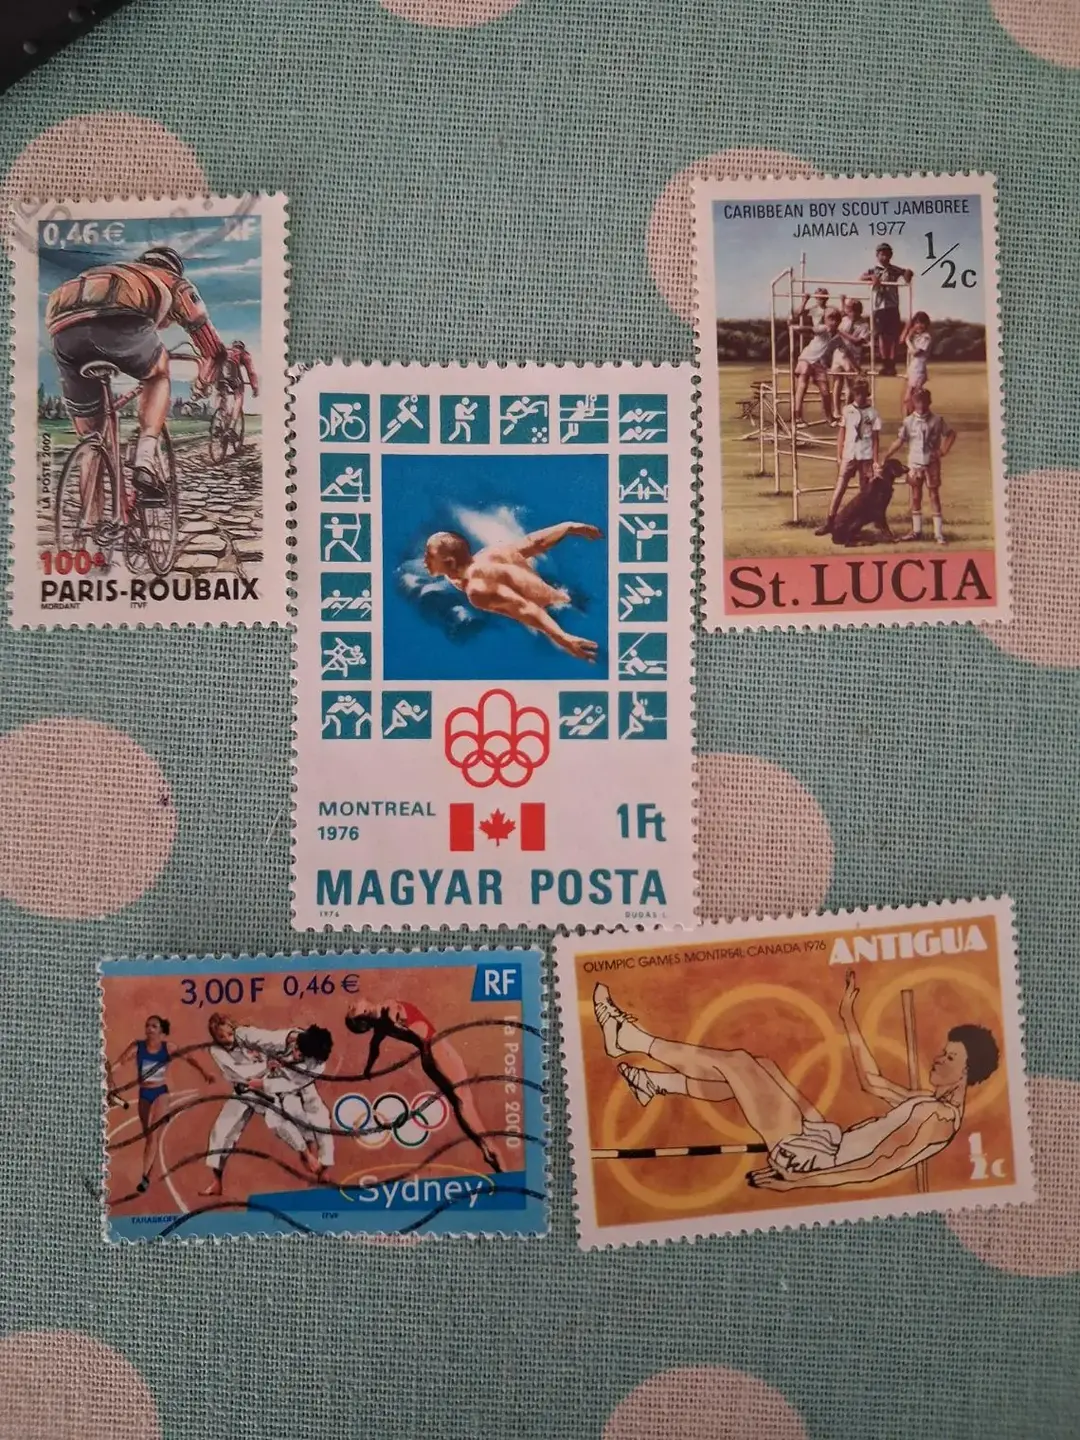 0,46 €
RF
LA POSTE 2002
100e
PARIS-ROUBAIX
MORDANT
ITVF
CARIBBEAN BOY SCOUT JAMBOREE
JAMAICA 1977
1/2c
St. LUCIA
MONTREAL
1976
1Ft
MAGYAR POSTA
1976
DUDÁS L.
3,00 F 0,46 €
RF
La Poste 2000
Sydney
TARASKOFF
ITVF
OLYMPIC GAMES MONTREAL CANADA 1976
ANTIGUA
1/2c